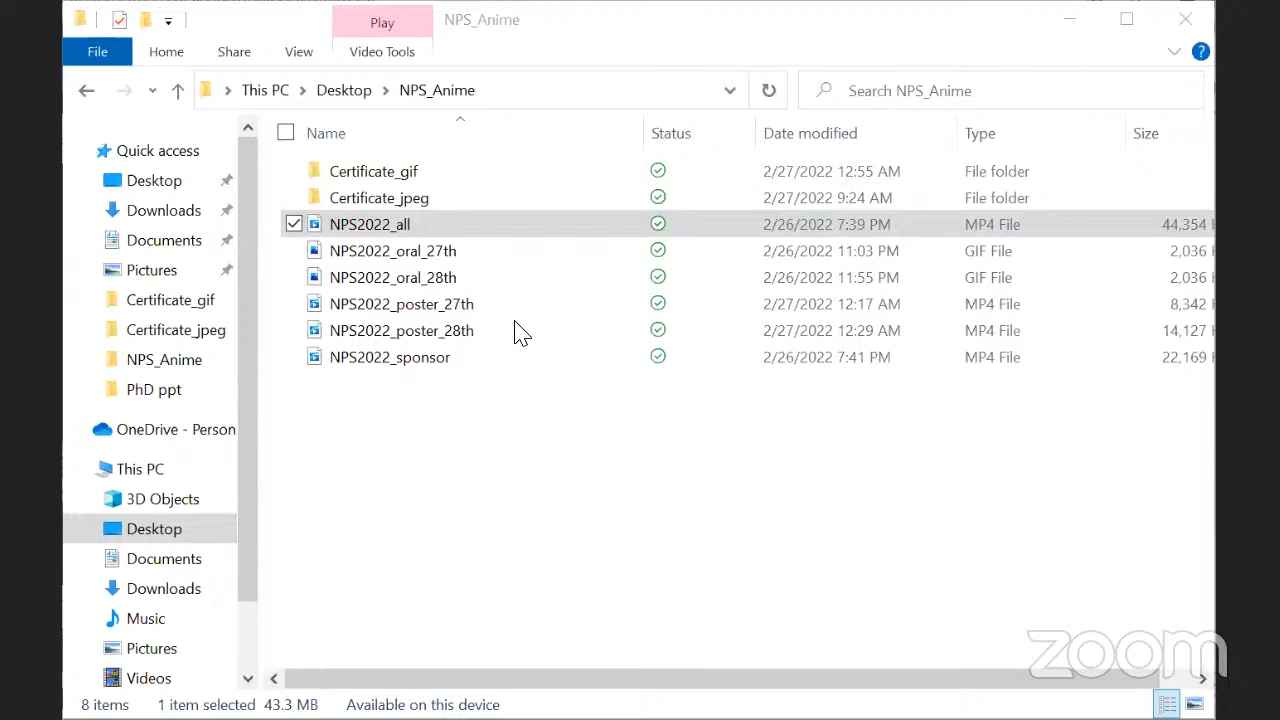 Play
NPS_Anime
File
Home
Share
View
Video Tools
?
This PC
Desktop
NPS_Anime
Search NPS_Anime
Name
Status
Date modified
Type
Size
Quick access
Desktop
Downloads
Documents
Pictures
Certificate_gif
Certificate_jpeg
NPS_Anime
PhD ppt
OneDrive - Person
This PC
3D Objects
Desktop
Documents
Downloads
Music
Pictures
Videos
Certificate_gif 2/27/2022 12:55 AM File folder
Certificate_jpeg 2/27/2022 9:24 AM File folder
NPS2022_all 2/26/2022 7:39 PM MP4 File 44,354
NPS2022_oral_27th 2/26/2022 11:03 PM GIF File 2,036
NPS2022_oral_28th 2/26/2022 11:55 PM GIF File 2,036
NPS2022_poster_27th 2/27/2022 12:17 AM MP4 File 8,342
NPS2022_poster_28th 2/27/2022 12:29 AM MP4 File 14,127
NPS2022_sponsor 2/26/2022 7:41 PM MP4 File 22,169
zoom
8 items 1 item selected 43.3 MB Available on this device